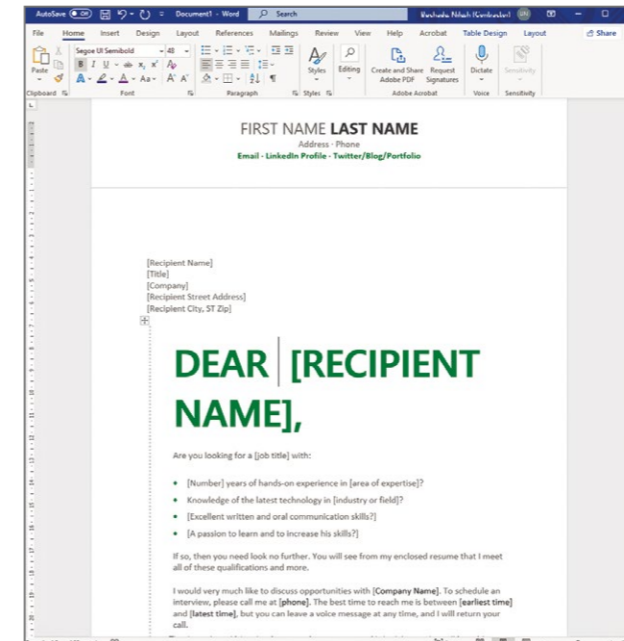 AutoSave Off Document1 - Word Search
File Home Insert Design Layout References Mailings Review View Help Acrobat Table Design Layout Share
Segoe UI Semibold 48
Paste
Styles Editing Create and Share Adobe PDF Request Signatures Dictate Sensitivity
Clipboard Font Paragraph Styles Adobe Acrobat Voice Sensitivity
FIRST NAME LAST NAME
Address · Phone
Email · LinkedIn Profile · Twitter/Blog/Portfolio
[Recipient Name]
[Title]
[Company]
[Recipient Street Address]
[Recipient City, ST Zip]
DEAR [RECIPIENT
NAME],
Are you looking for a [job title] with:
• [Number] years of hands-on experience in [area of expertise]?
• Knowledge of the latest technology in [industry or field]?
• [Excellent written and oral communication skills?]
• [A passion to learn and to increase his skills?]
If so, then you need look no further. You will see from my enclosed resume that I meet
all of these qualifications and more.
I would very much like to discuss opportunities with [Company Name]. To schedule an
interview, please call me at [phone]. The best time to reach me is between [earliest time]
and [latest time], but you can leave a voice message at any time, and I will return your
call.